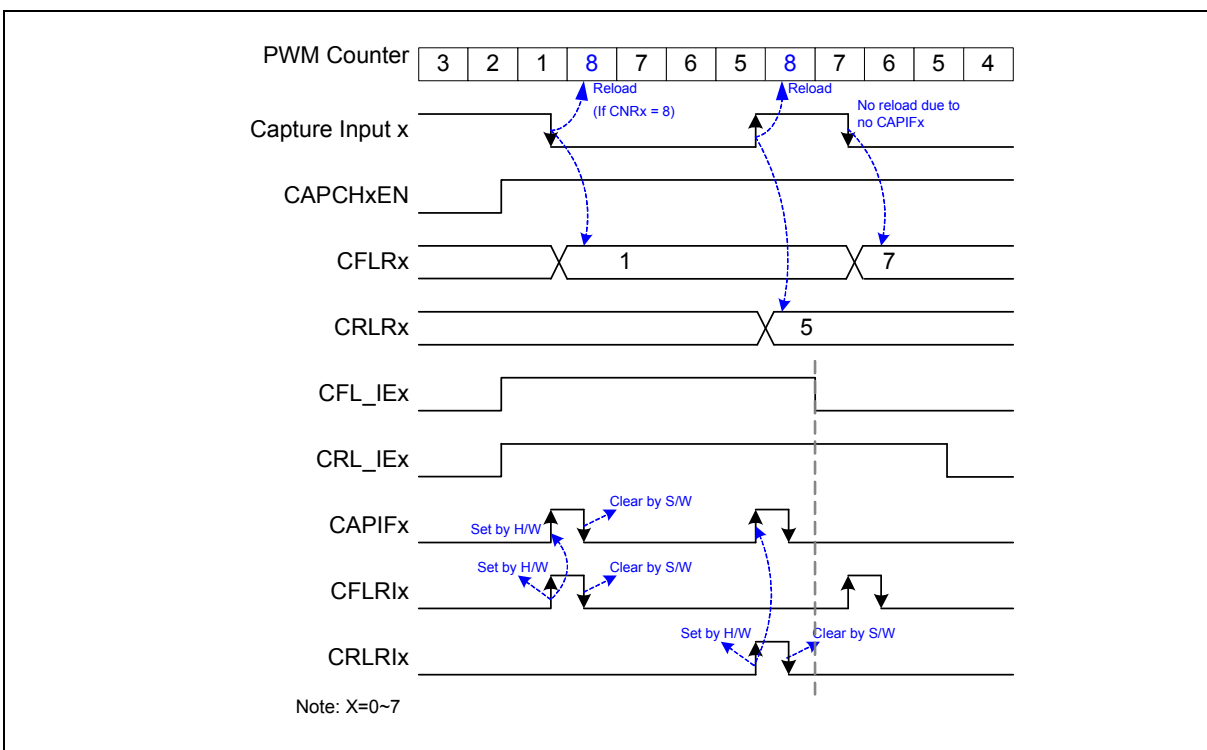 PWM Counter 3 2 1 8 7 6 5 8 7 6 5 4
Reload
(If CNRx = 8)
Reload
No reload due to
no CAPIFx
Capture Input x
CAPCHxEN
CFLRx 1 7
CRLRx 5
CFL_IEx
CRL_IEx
CAPIFx Set by H/W Clear by S/W
CFLRIx Set by H/W Clear by S/W
CRLRIx Set by H/W Clear by S/W
Note: X=0~7